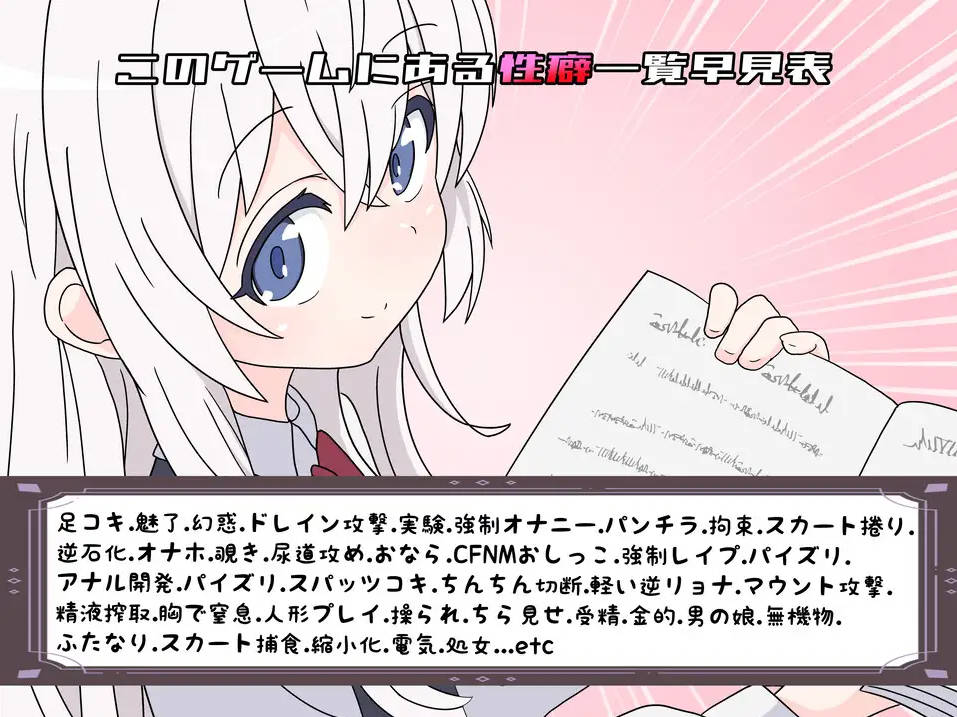 このゲームにある性癖一覧早見表
足コキ.魅了.幻惑.ドレイン攻撃.実験.強制オナニー.パンチラ.拘束.スカート捲り.
逆石化.オナホ.覗き.尿道攻め.おなら.CFNMおしっこ.強制レイプ.パイズリ.
アナル開発.パイズリ.スパッツコキ.ちんちん切断.軽い逆リョナ.マウント攻撃.
精液搾取.胸で窒息.人形プレイ.操られ.ちら見せ.受精.金的.男の娘.無機物.
ふたなり.スカート捕食.縮小化.電気.処女...etc